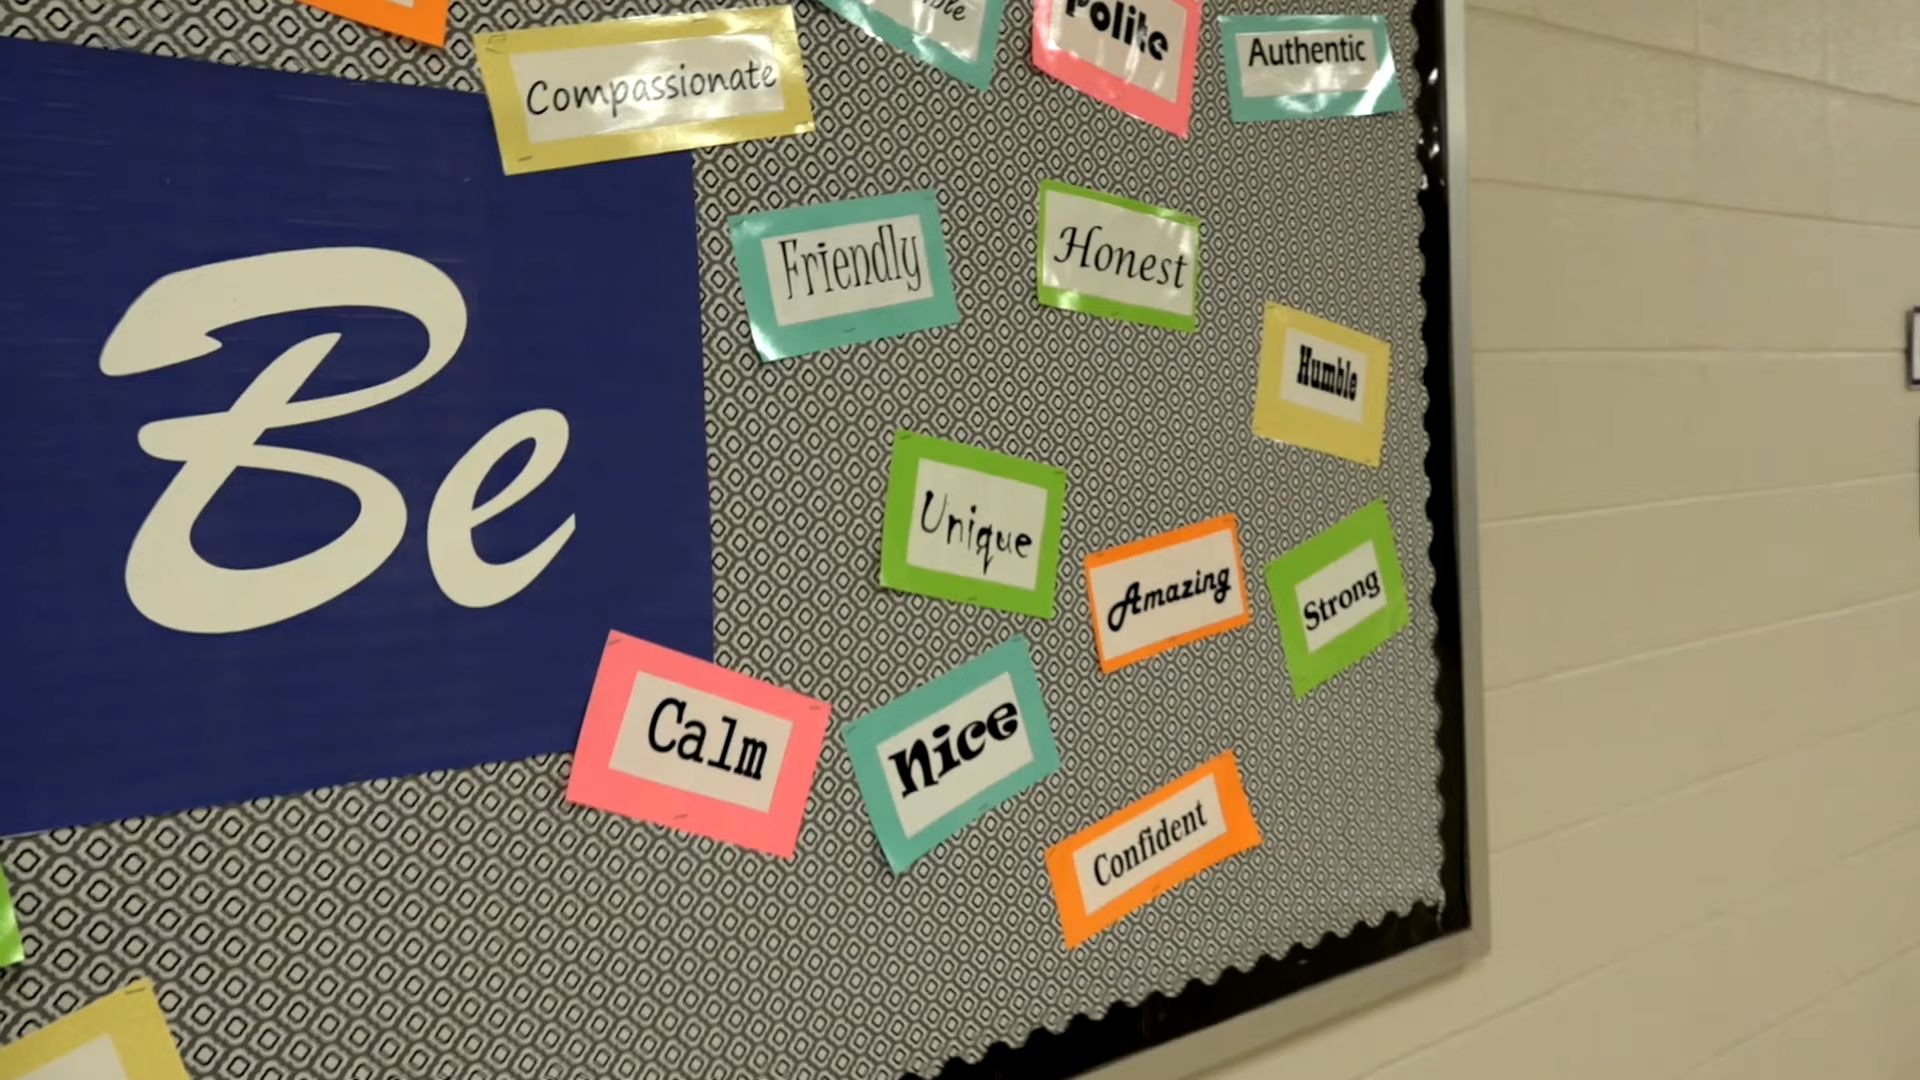 Polite
Authentic
Compassionate
Friendly
Honest
Humble
Be
Unique
Amazing
Strong
Calm
Nice
Confident